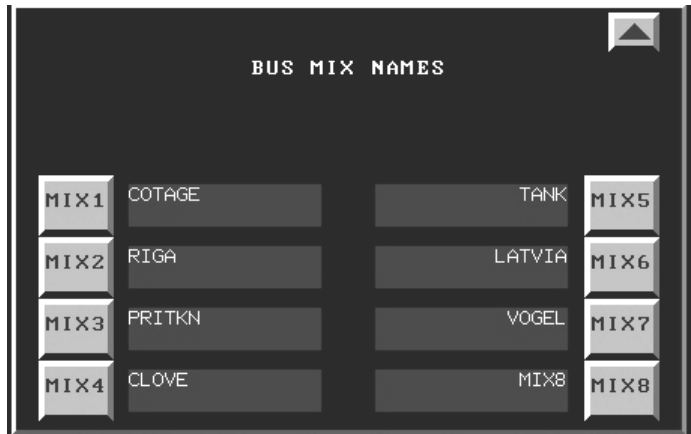 BUS MIX NAMES
MIX1 COTAGE TANK MIX5
MIX2 RIGA LATVIA MIX6
MIX3 PRITKN VOGEL MIX7
MIX4 CLOVE MIX8 MIX8